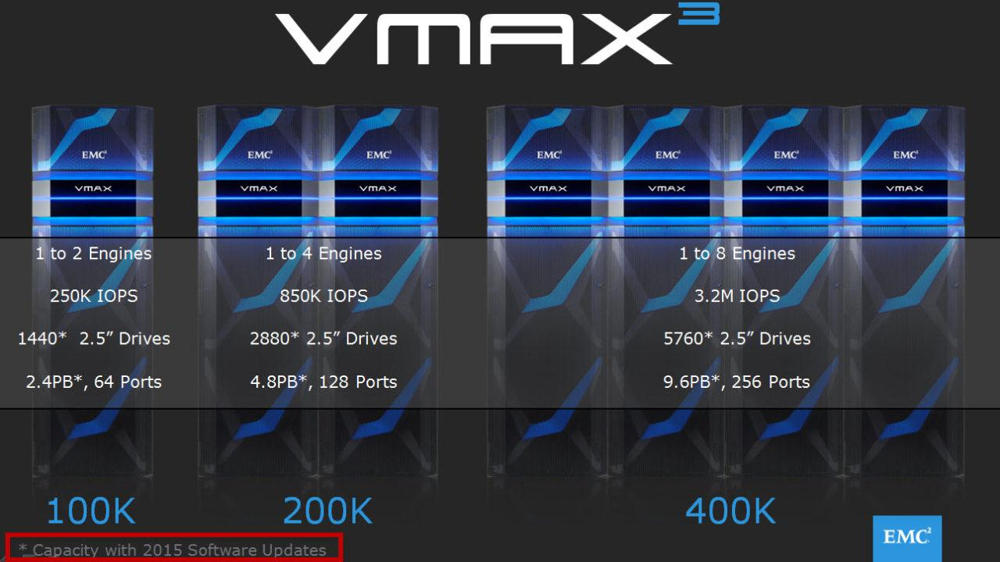 VMAX³
EMC²
EMC²
EMC²
EMC²
EMC²
EMC²
EMC²
VMAX
VMAX
VMAX
VMAX
VMAX
VMAX
VMAX
1 to 2 Engines
250K IOPS
1440*  2.5” Drives
2.4PB*, 64 Ports
100K
1 to 4 Engines
850K IOPS
2880* 2.5” Drives
4.8PB*, 128 Ports
200K
1 to 8 Engines
3.2M IOPS
5760* 2.5” Drives
9.6PB*, 256 Ports
400K
* Capacity with 2015 Software Updates
EMC²